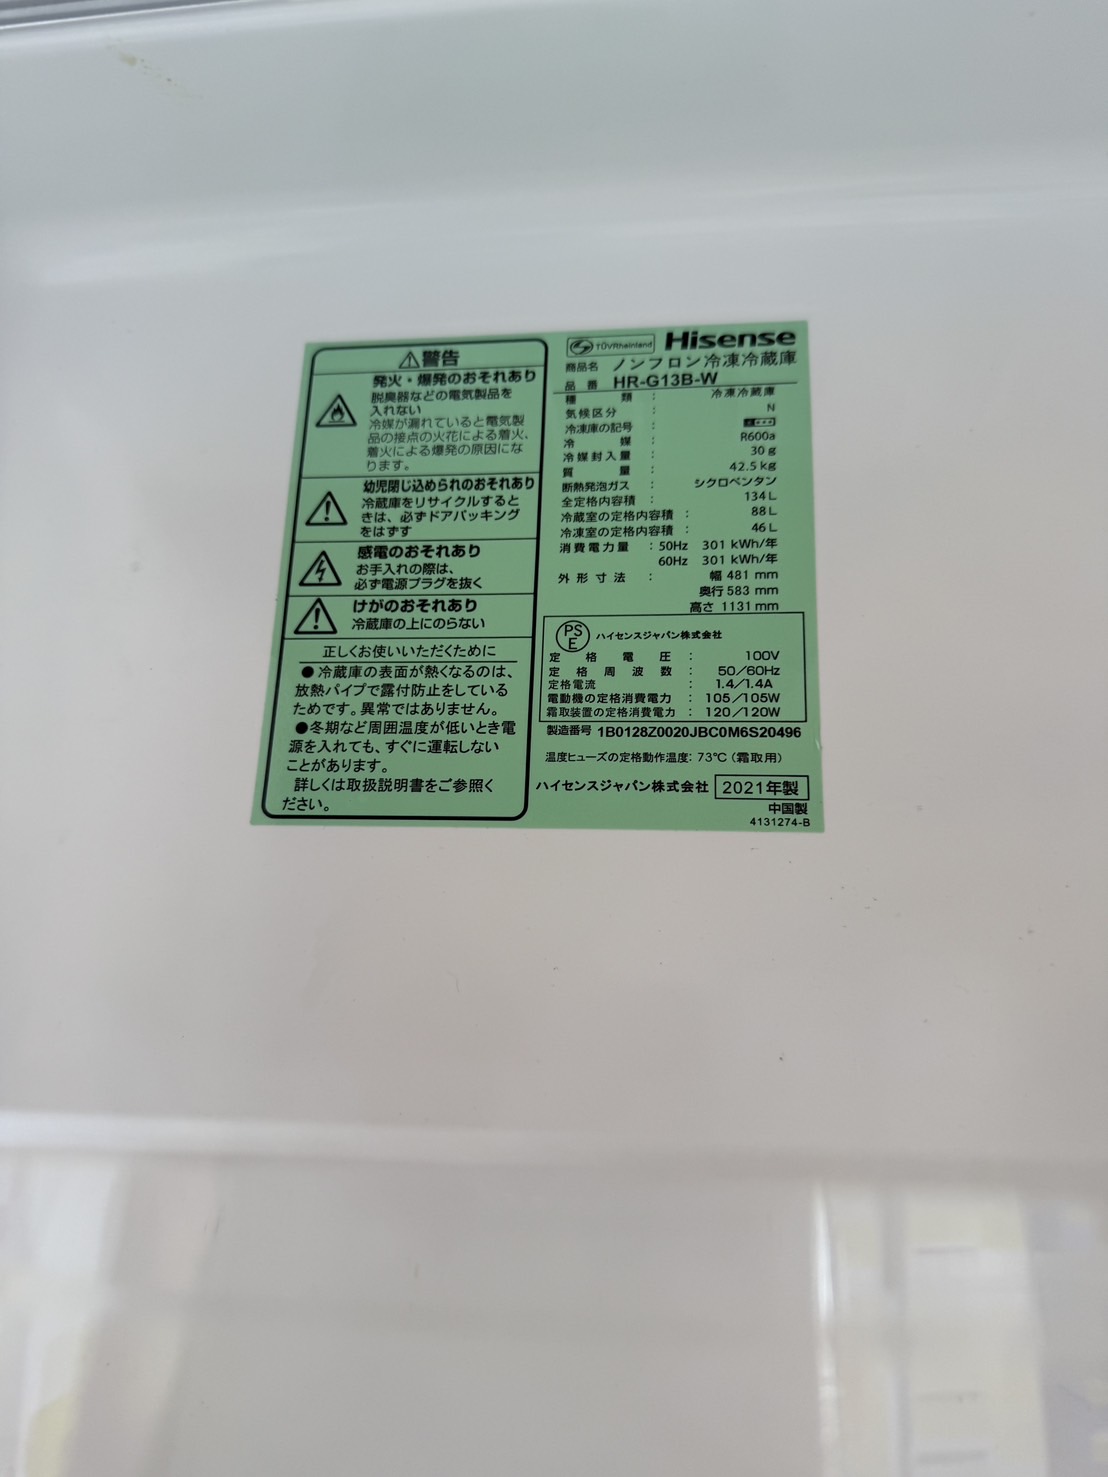 警告
発火・爆発のおそれあり
脱臭器などの電気製品を
入れない
冷媒が漏れていると電気製
品の接点の火花による着火、
着火による爆発の原因にな
ります。
幼児閉じ込められのおそれあり
冷蔵庫をリサイクルすると
きは、必ずドアパッキング
をはずす
感電のおそれあり
お手入れの際は、
必ず電源プラグを抜く
けがのおそれあり
冷蔵庫の上にのらない
正しくお使いいただくために
●冷蔵庫の表面が熱くなるのは、
放熱パイプで露付防止をしている
ためです。異常ではありません。
●冬期など周囲温度が低いとき電
源を入れても、すぐに運転しない
ことがあります。
詳しくは取扱説明書をご参照く
ださい。
TÜVRheinland Hisense
商品名 ノンフロン冷凍冷蔵庫
品番 HR-G13B-W
種類 : 冷凍冷蔵庫
気候区分 : N
冷凍庫の記号 :
冷媒 : R600a
冷媒封入量 : 30g
質量 : 42.5kg
断熱発泡ガス : シクロペンタン
全定格内容積 : 134L
冷蔵室の定格内容積 : 88L
冷凍室の定格内容積 : 46L
消費電力量 : 50Hz 301 kWh/年
60Hz 301 kWh/年
外形寸法 : 幅 481 mm
奥行 583 mm
高さ 1131 mm
PSE ハイセンスジャパン株式会社
定格電圧 : 100V
定格周波数 : 50/60Hz
定格電流 : 1.4/1.4A
電動機の定格消費電力 : 105/105W
霜取装置の定格消費電力 : 120/120W
製造番号 1B0128Z0020JBC0M6S20496
温度ヒューズの定格動作温度: 73℃ (霜取用)
ハイセンスジャパン株式会社 2021年製
中国製
4131274-B